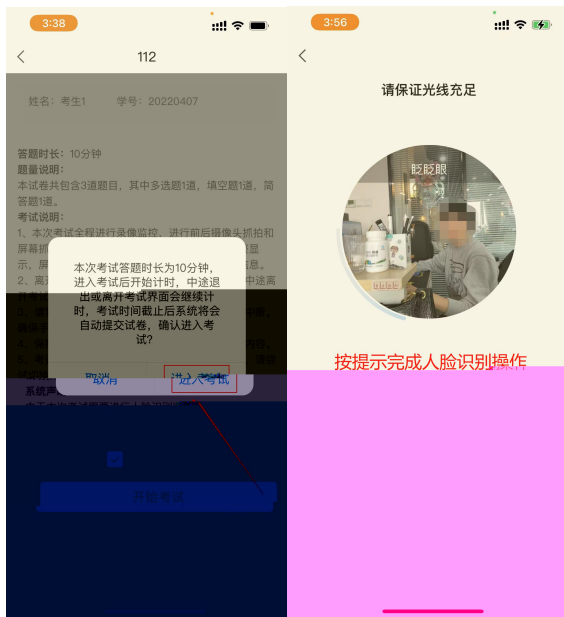 3:38
112
姓名：考生1 学号：20220407
答题时长：10分钟
题量说明：
本试卷共包含3道题目，其中多选题1道，填空题1道，简
答题1道。
考试说明：
1、本次考试全程进行录像监控，进行前后摄像头抓拍和
屏幕抓
本次考试答题时长为10分钟，
进入考试后开始计时，中途退
出或离开考试界面会继续计
时，考试时间截止后系统将会
自动提交试卷，确认进入考
试？
取消 进入考试
系统声
开始考试
3:56
请保证光线充足
眨眨眼
按提示完成人脸识别操作